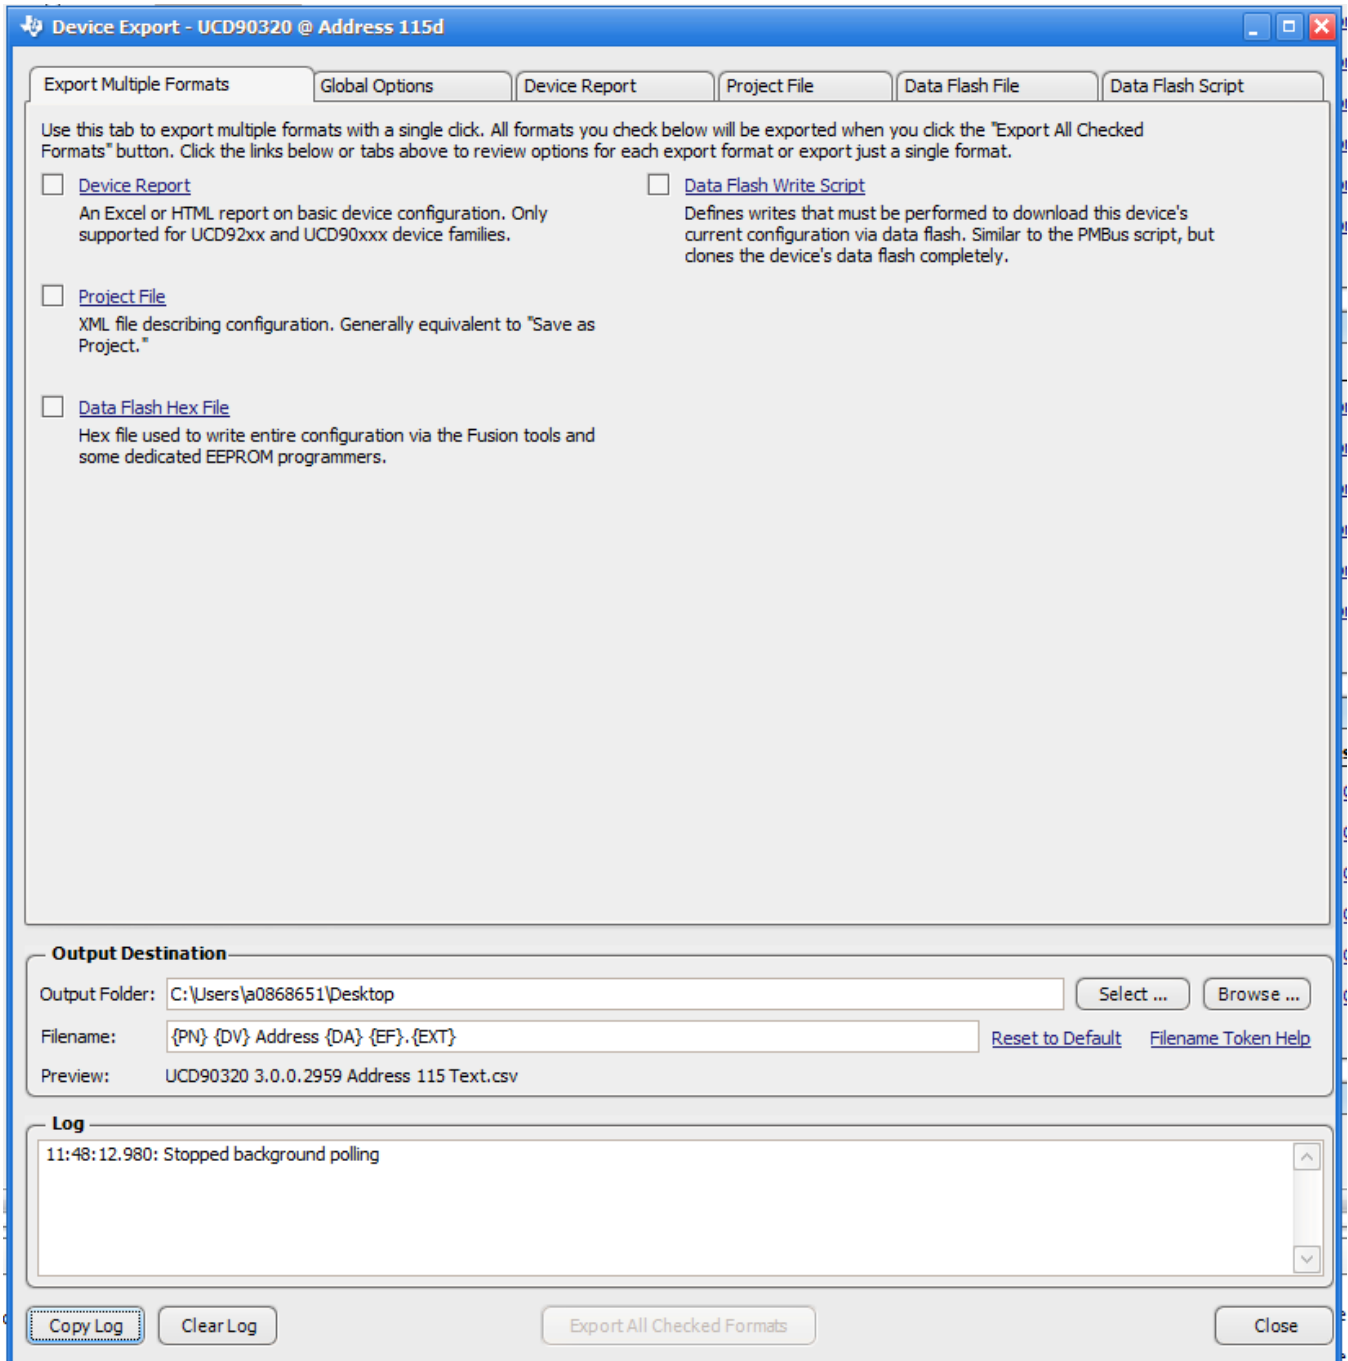 Device Export - UCD90320 @ Address 115d
Export Multiple Formats
Global Options
Device Report
Project File
Data Flash File
Data Flash Script
Use this tab to export multiple formats with a single click. All formats you check below will be exported when you click the "Export All Checked
Formats" button. Click the links below or tabs above to review options for each export format or export just a single format.
Device Report
An Excel or HTML report on basic device configuration. Only
supported for UCD92xx and UCD90xxx device families.
Project File
XML file describing configuration. Generally equivalent to "Save as
Project."
Data Flash Hex File
Hex file used to write entire configuration via the Fusion tools and
some dedicated EEPROM programmers.
Data Flash Write Script
Defines writes that must be performed to download this device's
current configuration via data flash. Similar to the PMBus script, but
clones the device's data flash completely.
Output Destination
Output Folder: C:\Users\a0868651\Desktop
Select ...
Browse ...
Filename: {PN} {DV} Address {DA} {EF}.{EXT}
Reset to Default
Filename Token Help
Preview: UCD90320 3.0.0.2959 Address 115 Text.csv
Log
11:48:12.980: Stopped background polling
Copy Log
Clear Log
Export All Checked Formats
Close